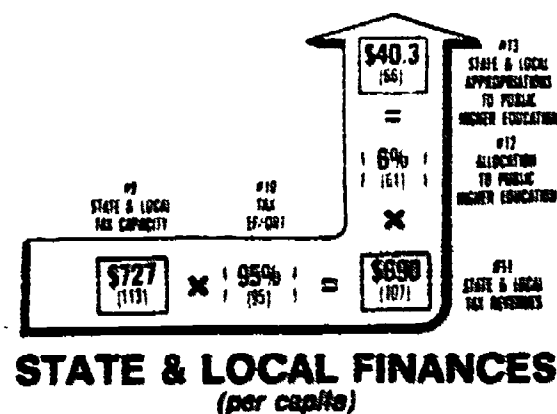 $40.3
(66)
#13
STATE & LOCAL
APPROPRIATIONS
TO PUBLIC
HIGHER EDUCATION
=
6%
(61)
#12
ALLOCATION
TO PUBLIC
HIGHER EDUCATION
×
#9
STATE & LOCAL
TAX CAPACITY
#10
TAX
EFFORT
$727
(113)
×
95%
(95)
=
$690
(107)
#11
STATE & LOCAL
TAX REVENUES
STATE & LOCAL FINANCES
(per capita)